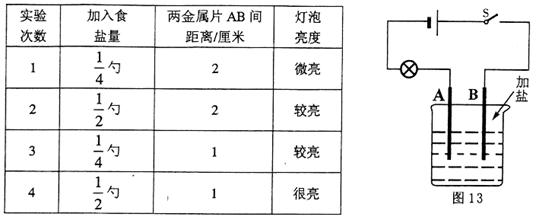 实验次数 加入食盐量 两金属片 AB 间距离/厘米 灯泡亮度
1 1/4勺 2 微亮
2 1/2勺 2 较亮
3 1/4勺 1 较亮
4 1/2勺 1 很亮
S
A B 加盐
图13